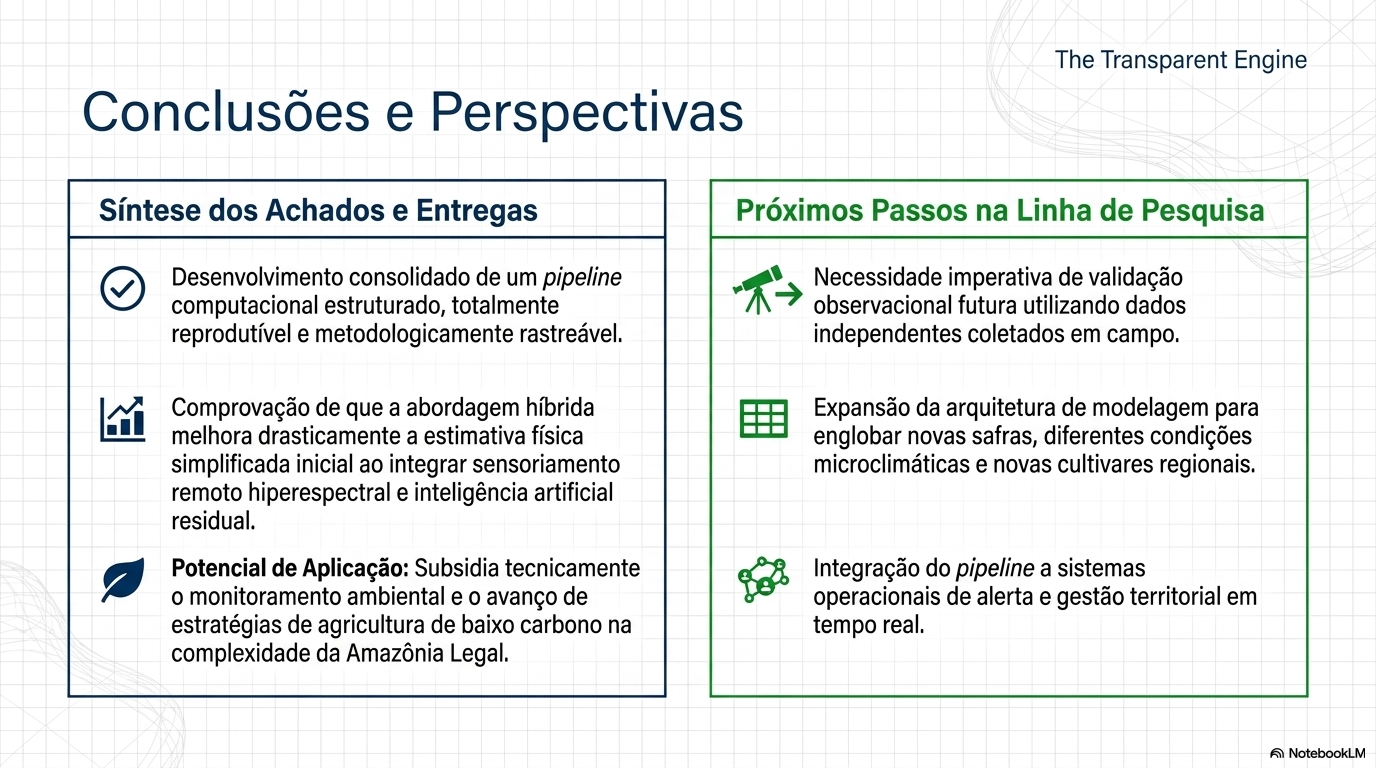 The Transparent Engine
Conclusões e Perspectivas
Síntese dos Achados e Entregas
Desenvolvimento consolidado de um pipeline
computacional estruturado, totalmente
reprodutível e metodologicamente rastreável.
Comprovação de que a abordagem híbrida
melhora drasticamente a estimativa física
simplificada inicial ao integrar sensoriamento
remoto hiperespectral e inteligência artificial
residual.
Potencial de Aplicação: Subsidia tecnicamente
o monitoramento ambiental e o avanço de
estratégias de agricultura de baixo carbono na
complexidade da Amazônia Legal.
Próximos Passos na Linha de Pesquisa
Necessidade imperativa de validação
observacional futura utilizando dados
independentes coletados em campo.
Expansão da arquitetura de modelagem para
englobar novas safras, diferentes condições
microclimáticas e novas cultivares regionais.
Integração do pipeline a sistemas
operacionais de alerta e gestão territorial em
tempo real.
NotebookLM